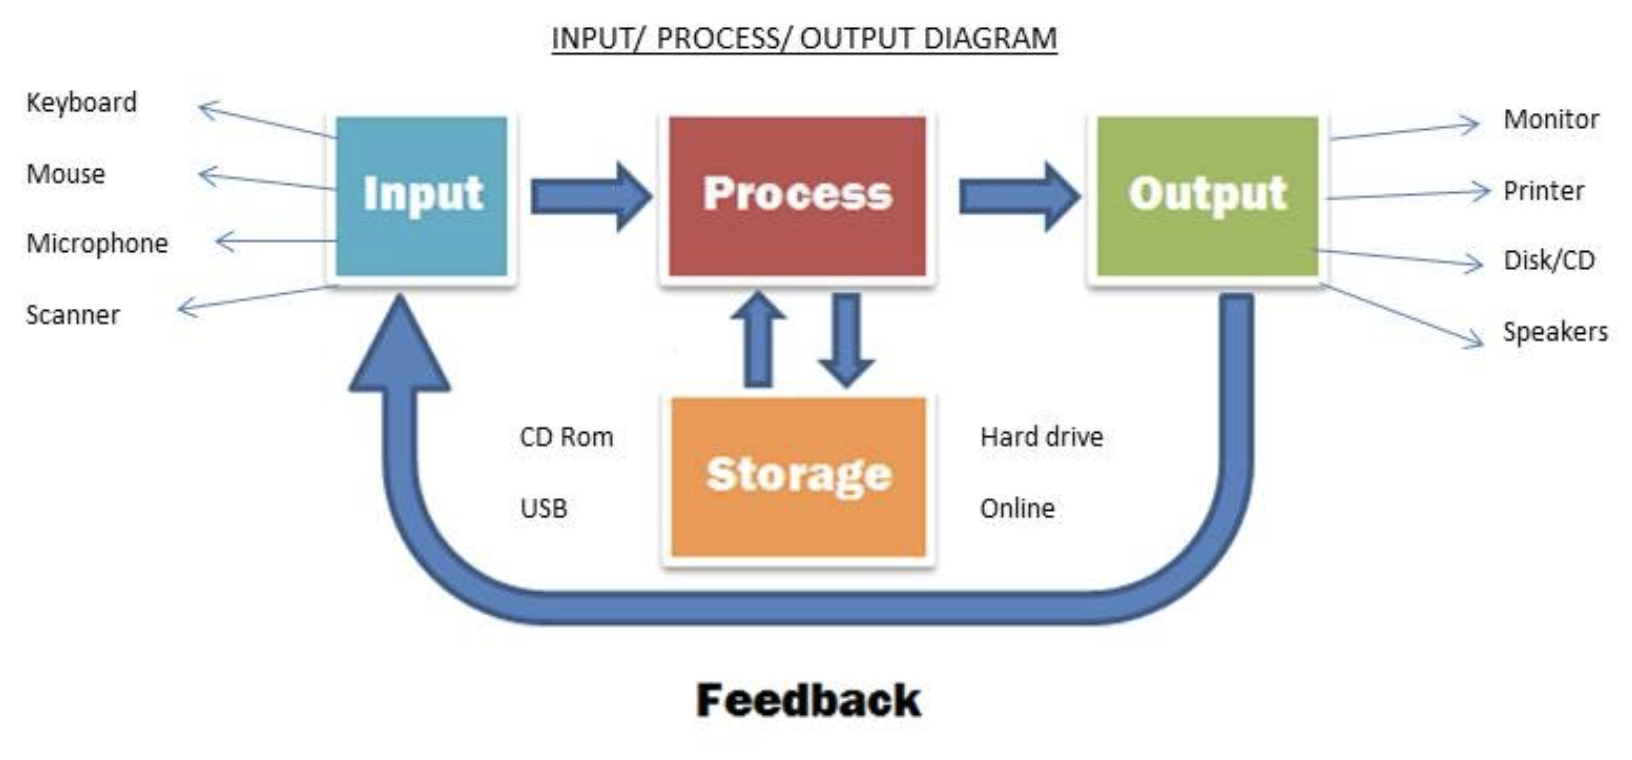 INPUT/ PROCESS/ OUTPUT DIAGRAM
Keyboard
Mouse
Microphone
Scanner
Input
Process
Output
Monitor
Printer
Disk/CD
Speakers
CD Rom
USB
Storage
Hard drive
Online
Feedback